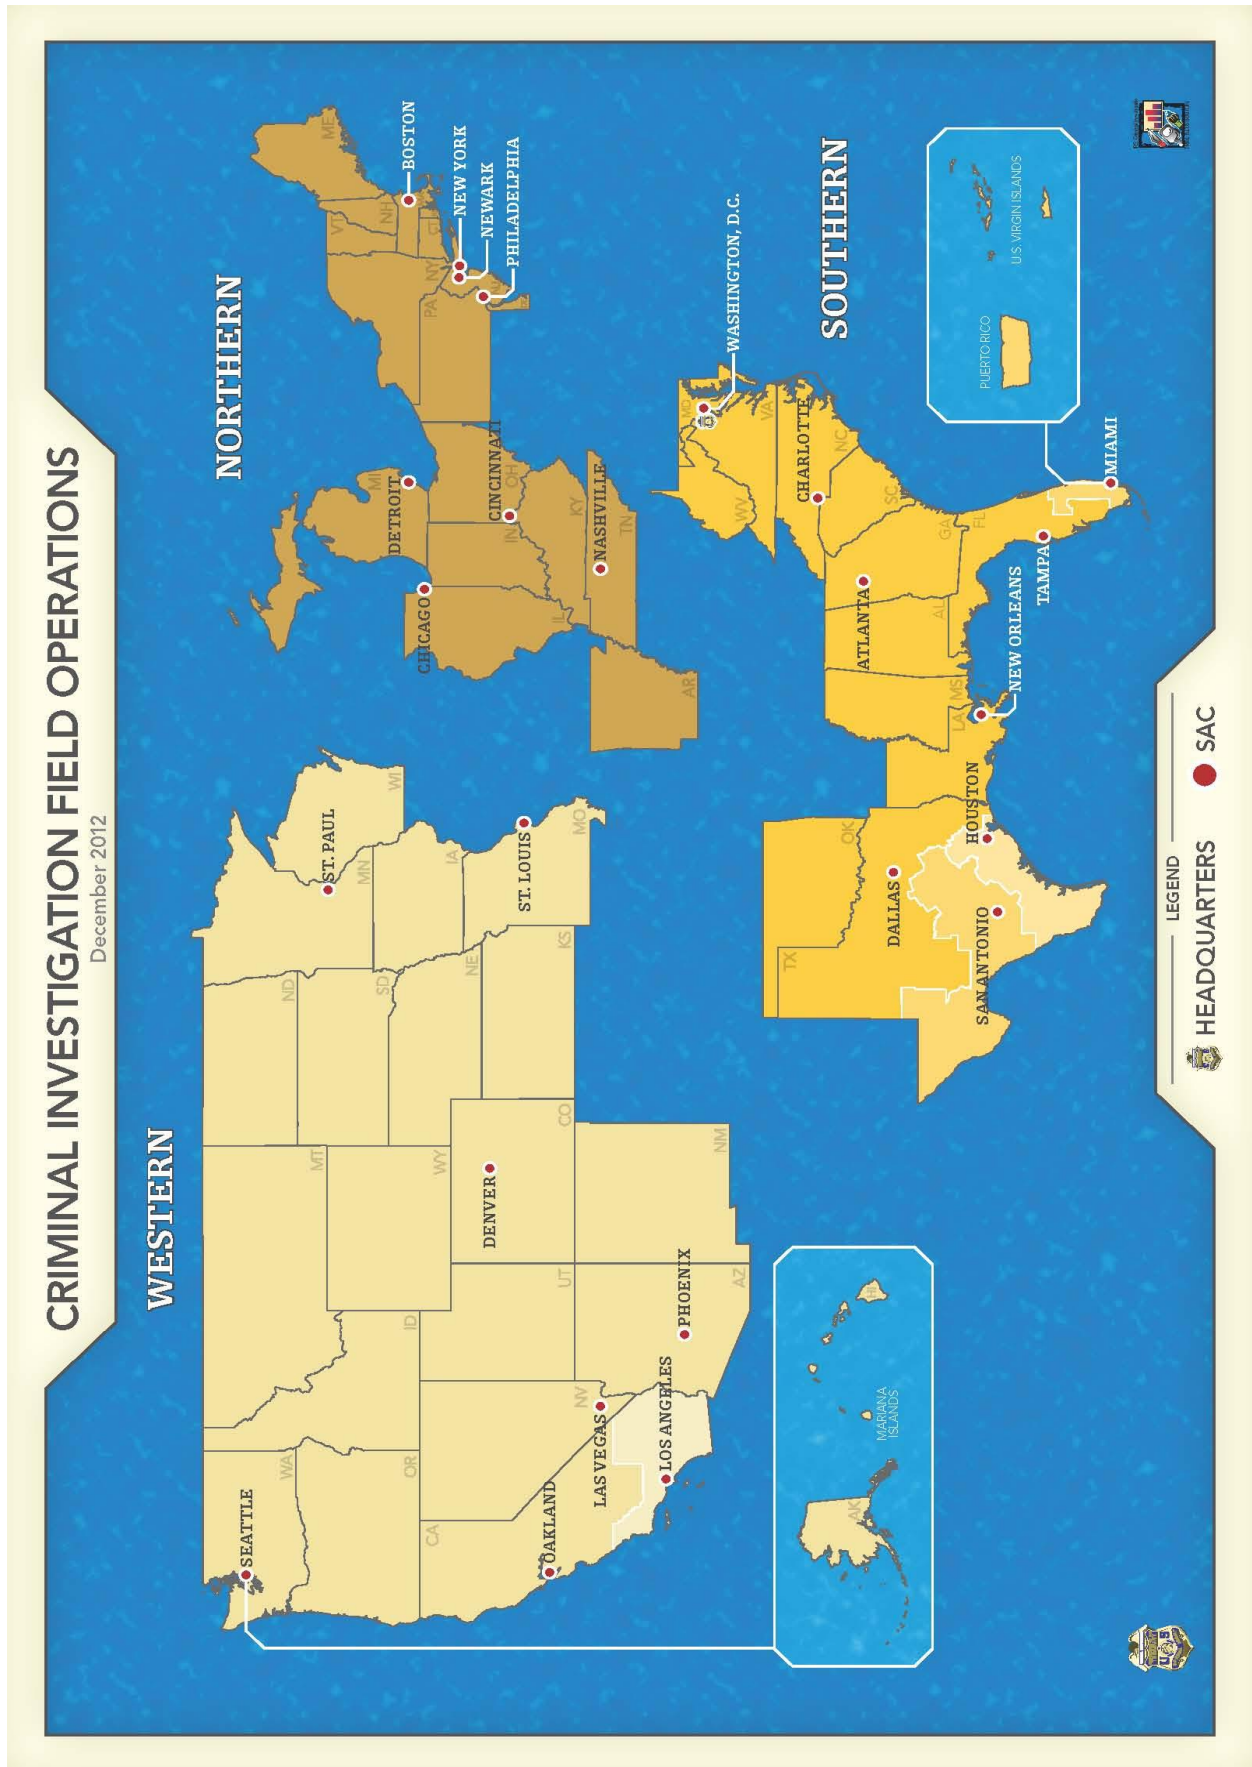 CRIMINAL INVESTIGATION FIELD OPERATIONS
December 2012
WESTERN
NORTHERN
SOUTHERN
SEATTLE
WA
OR
CA
OAKLAND
LAS VEGAS
NV
LOS ANGELES
PHOENIX
AZ
ID
UT
MT
WY
DENVER
CO
NM
ND
SD
NE
KS
ST. PAUL
MN
WI
IA
ST. LOUIS
MO
AK
MARIANA
ISLANDS
HI
ME
VT
NH
BOSTON
CT
NY
NEW YORK
NEWARK
PHILADELPHIA
PA
MI
DETROIT
CHICAGO
CINCINNATI
OH
IN
IL
KY
NASHVILLE
TN
AR
WASHINGTON, D.C.
MD
VA
WV
CHARLOTTE
NC
SC
GA
FL
ATLANTA
AL
MS
LA
NEW ORLEANS
TAMPA
MIAMI
PUERTO RICO
U.S. VIRGIN ISLANDS
OK
TX
DALLAS
HOUSTON
SAN ANTONIO
LEGEND
HEADQUARTERS
SAC